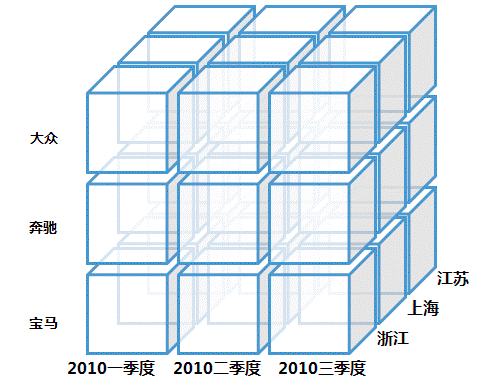 大众
奔驰
宝马
江苏
上海
浙江
2010一季度
2010二季度
2010三季度